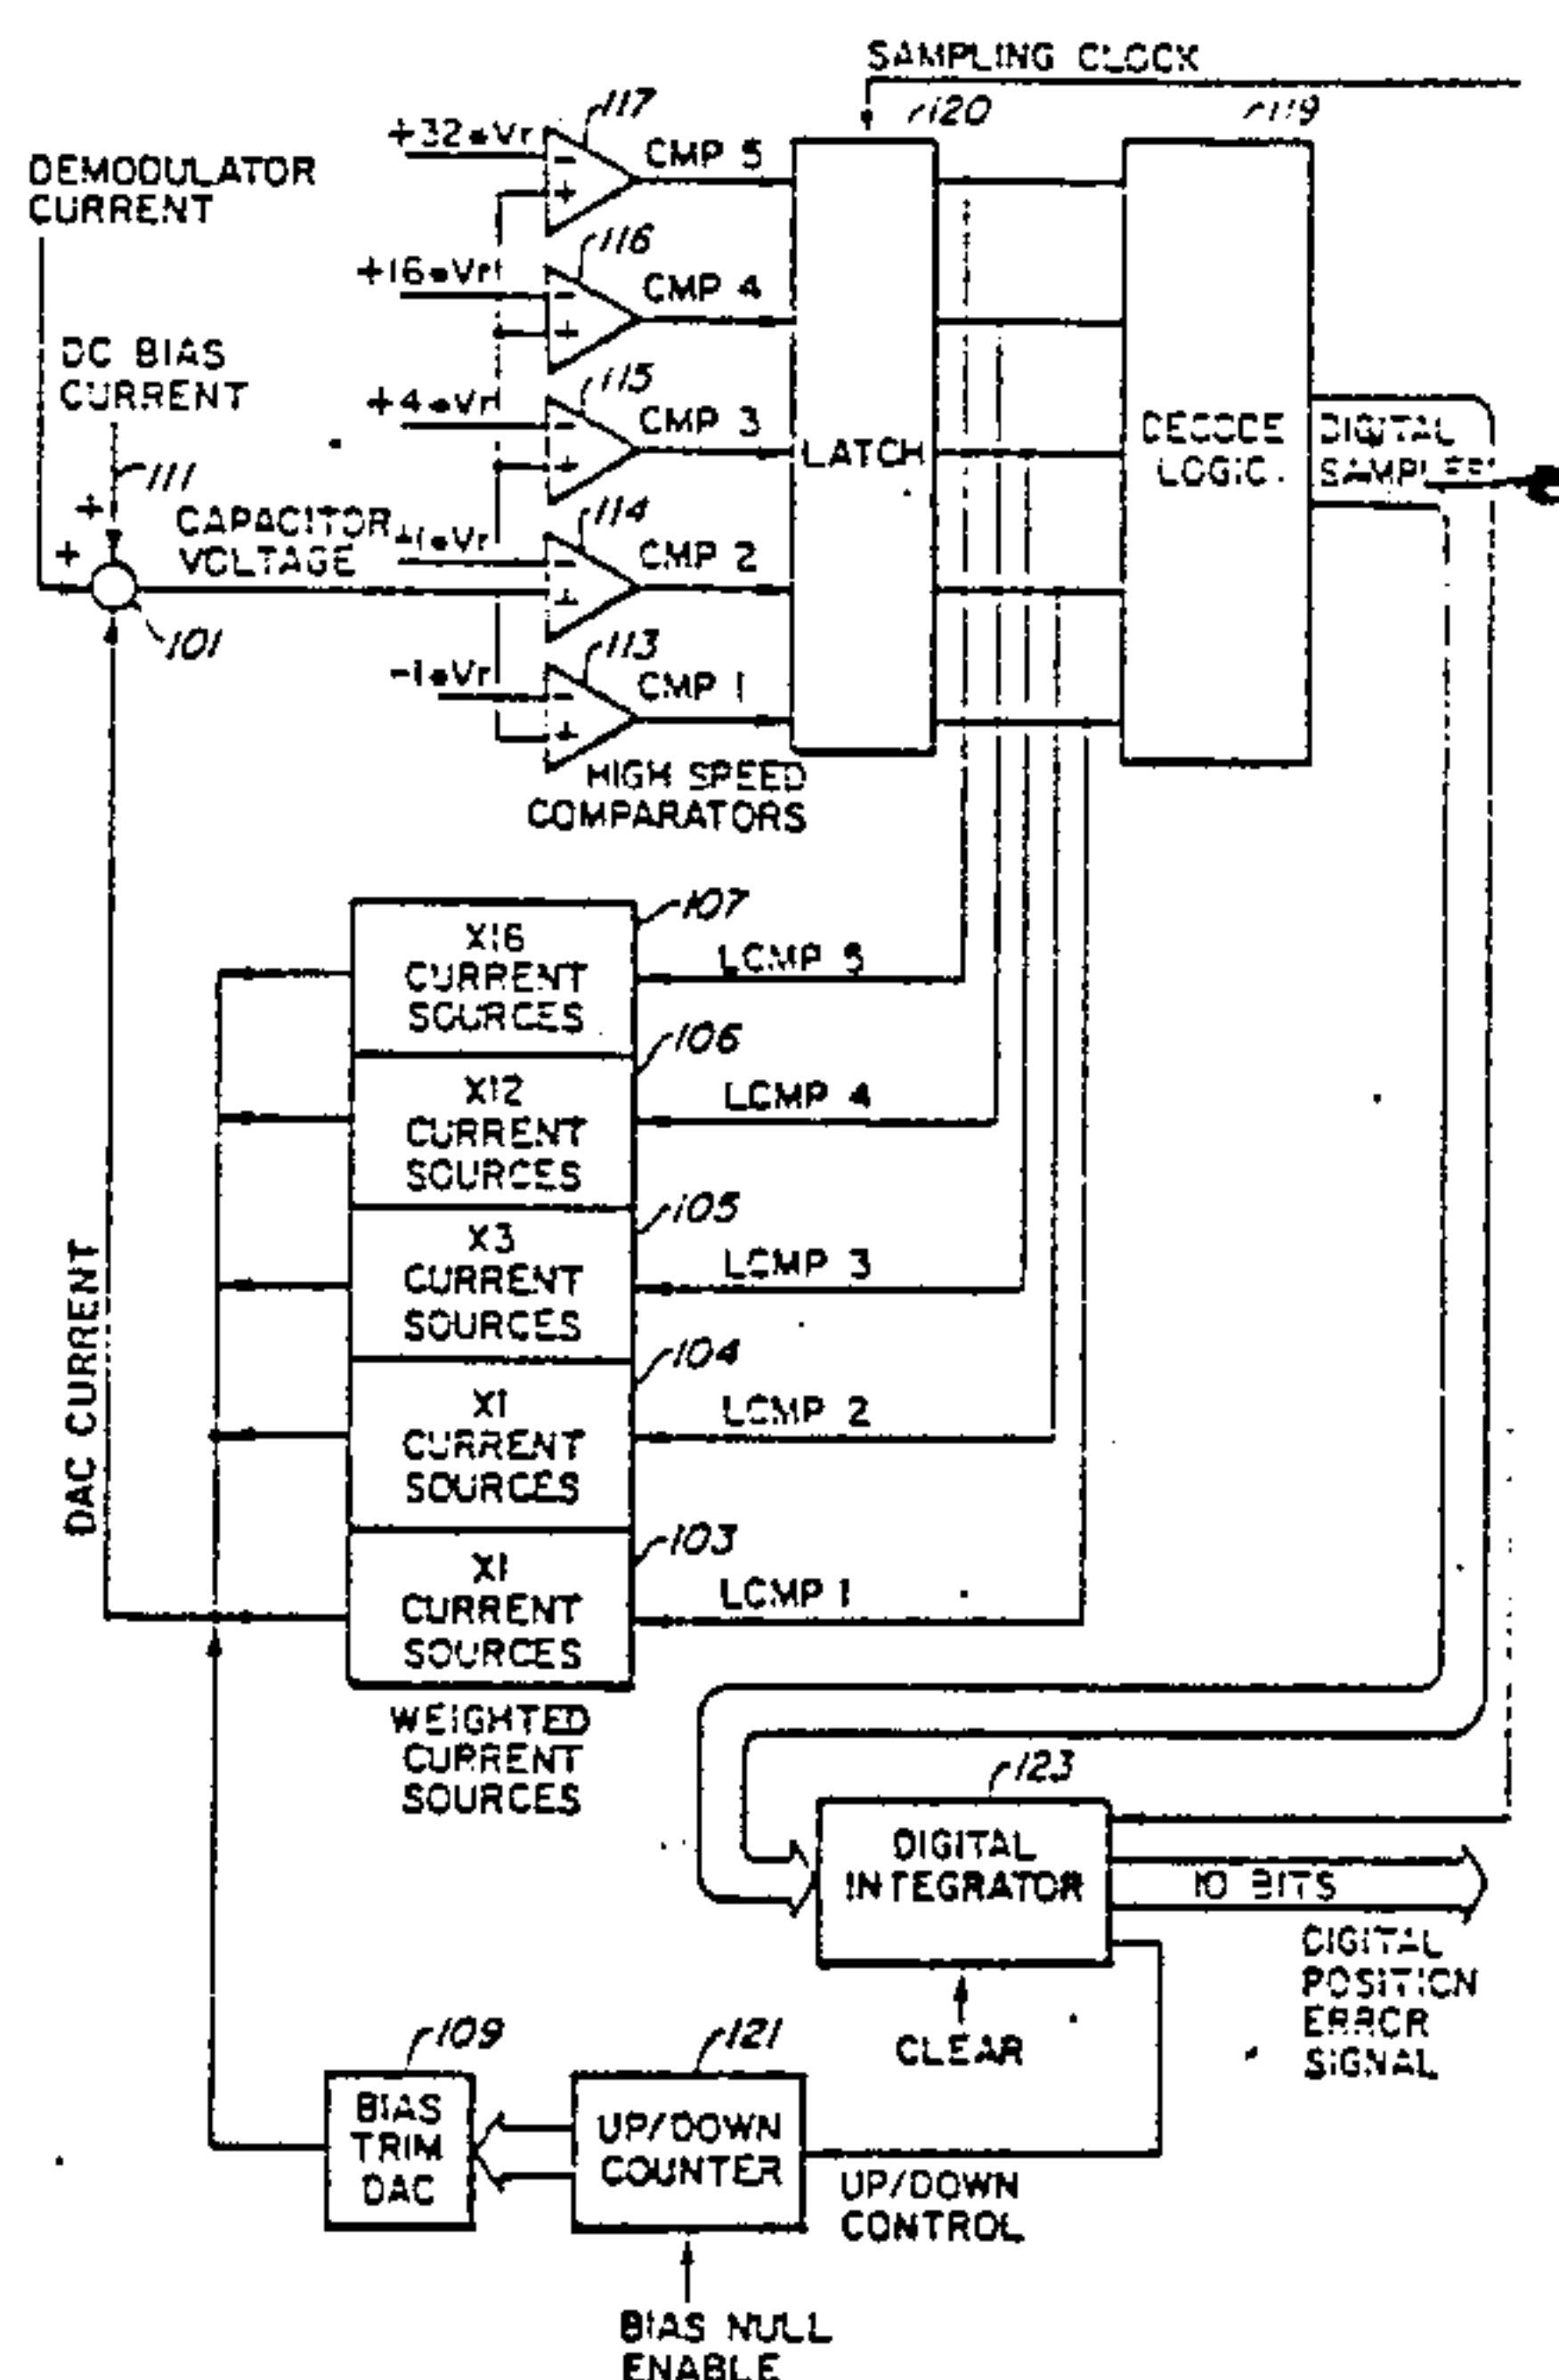 SAMPLING CLOCK
120
119
117
+32•Vr
CMP 5
DEMODULATOR
CURRENT
116
+16•Vr
CMP 4
DC BIAS
CURRENT
115
+4•Vr
CMP 3
LATCH
DECODE
LOGIC
DIGITAL
SAMPLES
111
+
+
CAPACITOR
VOLTAGE
114
+1•Vr
CMP 2
101
113
-1•Vr
CMP 1
HIGH SPEED
COMPARATORS
107
X16
CURRENT
SOURCES
LCMP 5
106
X12
CURRENT
SOURCES
LCMP 4
105
X3
CURRENT
SOURCES
LCMP 3
104
X1
CURRENT
SOURCES
LCMP 2
103
X1
CURRENT
SOURCES
LCMP 1
DAC CURRENT
WEIGHTED
CURRENT
SOURCES
123
DIGITAL
INTEGRATOR
10 BITS
DIGITAL
POSITION
ERROR
SIGNAL
CLEAR
109
BIAS
TRIM
DAC
121
UP/DOWN
COUNTER
UP/DOWN
CONTROL
BIAS NULL
ENABLE